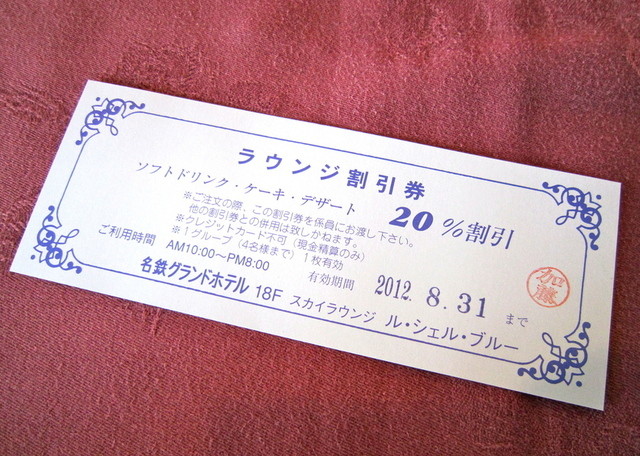 ラウンジ割引券
ソフトドリンク・ケーキ・デザート 20%割引
※ご注文の際、この割引券を係員にお渡し下さい。
他の割引券との併用は致しかねます。
※クレジットカード不可(現金精算のみ)
※1グループ(4名様まで)1枚有効
ご利用時間 AM10:00〜PM8:00
有効期間 2012.8.31 まで
名鉄グランドホテル 18F スカイラウンジ ル・シェル・ブルー
加藤